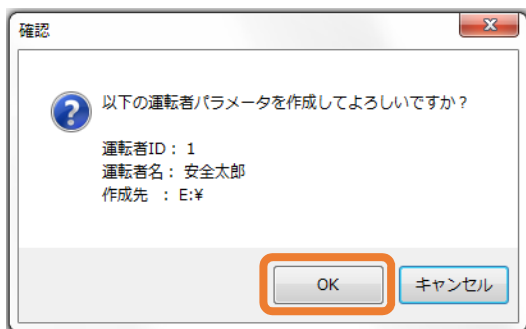 確認
以下の運転者パラメータを作成してよろしいですか？
運転者ID： 1
運転者名： 安全太郎
作成先 ： E:¥
OK
キャンセル